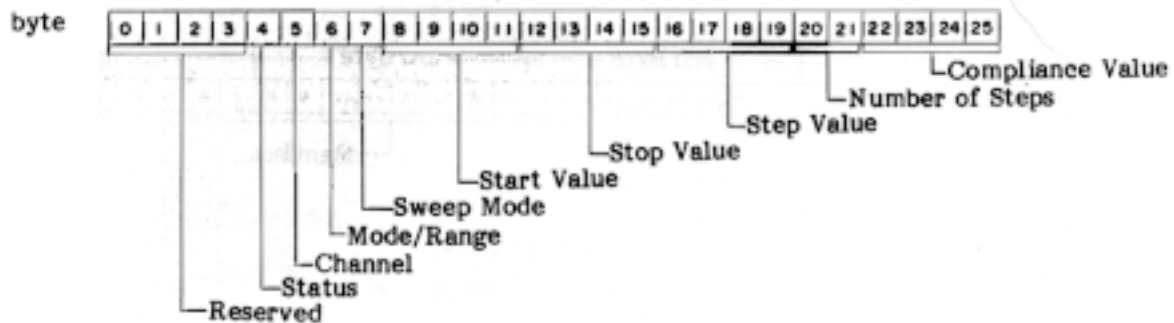 byte 0 1 2 3 4 5 6 7 8 9 10 11 12 13 14 15 16 17 18 19 20 21 22 23 24 25
Compliance Value
Number of Steps
Step Value
Stop Value
Start Value
Sweep Mode
Mode/Range
Channel
Status
Reserved